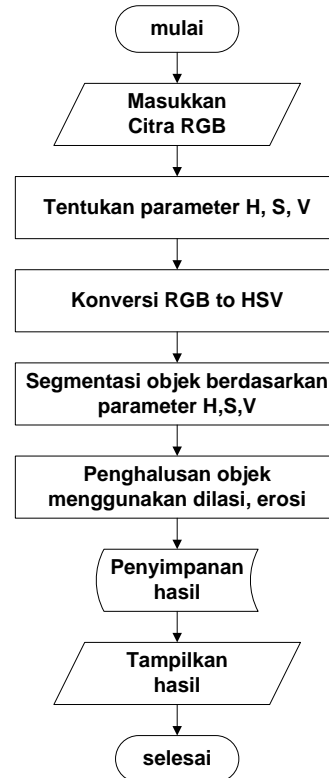 mulai
Masukkan
Citra RGB
Tentukan parameter H, S, V
Konversi RGB to HSV
Segmentasi objek berdasarkan
parameter H,S,V
Penghalusan objek
menggunakan dilasi, erosi
Penyimpanan
hasil
Tampilkan
hasil
selesai